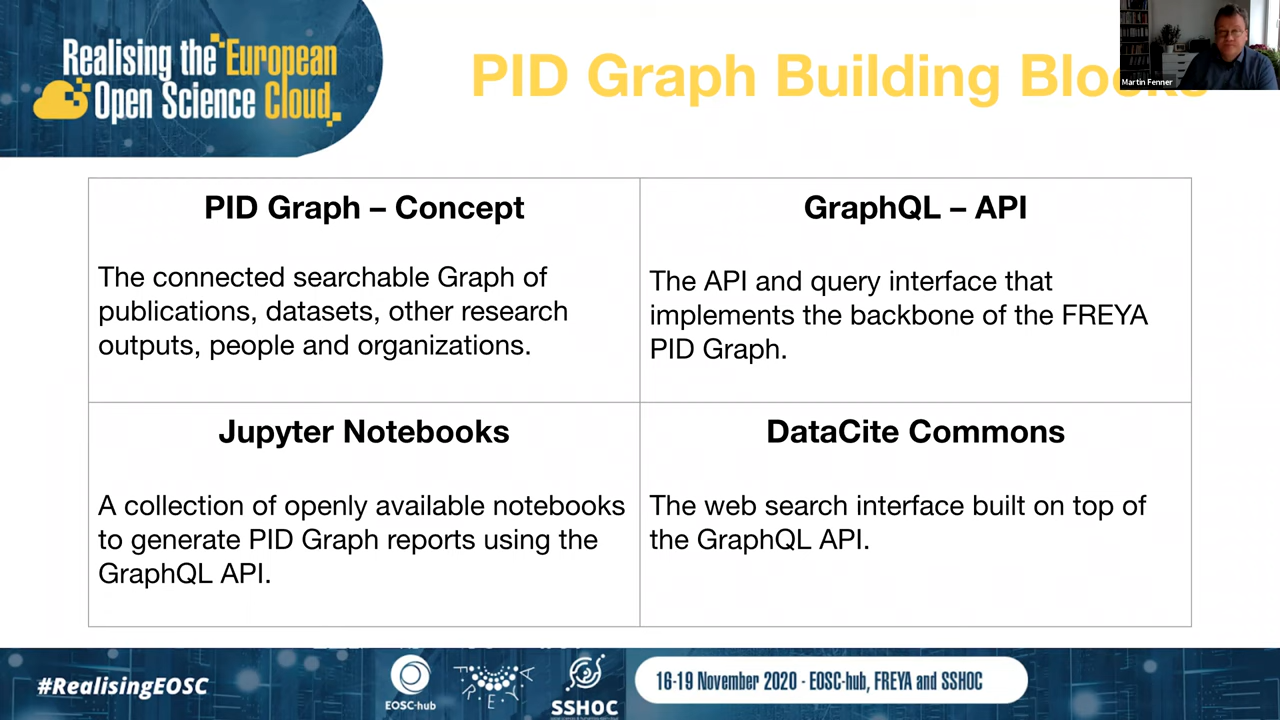 Realising the European
Open Science Cloud
PID Graph Building Blocks
Martin Fenner
PID Graph – Concept
The connected searchable Graph of
publications, datasets, other research
outputs, people and organizations.
GraphQL – API
The API and query interface that
implements the backbone of the FREYA
PID Graph.
Jupyter Notebooks
A collection of openly available notebooks
to generate PID Graph reports using the
GraphQL API.
DataCite Commons
The web search interface built on top of
the GraphQL API.
#RealisingEOSC
EOSC-hub
FREYA
SSHOC
16-19 November 2020 - EOSC-hub, FREYA and SSHOC